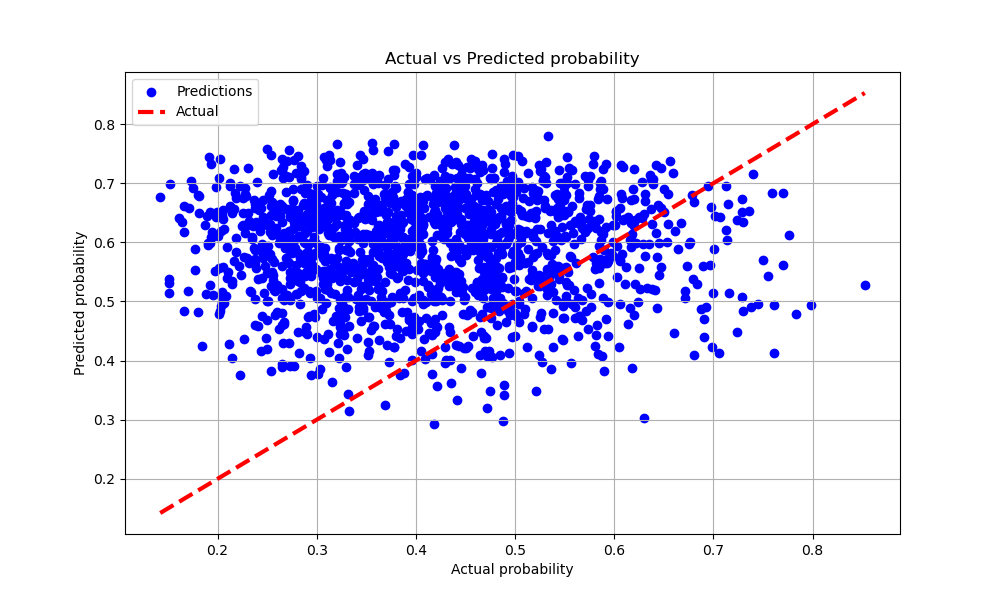 Actual vs Predicted probability
Predictions
Actual
Predicted probability
0.8
0.7
0.6
0.5
0.4
0.3
0.2
0.2 0.3 0.4 0.5 0.6 0.7 0.8
Actual probability